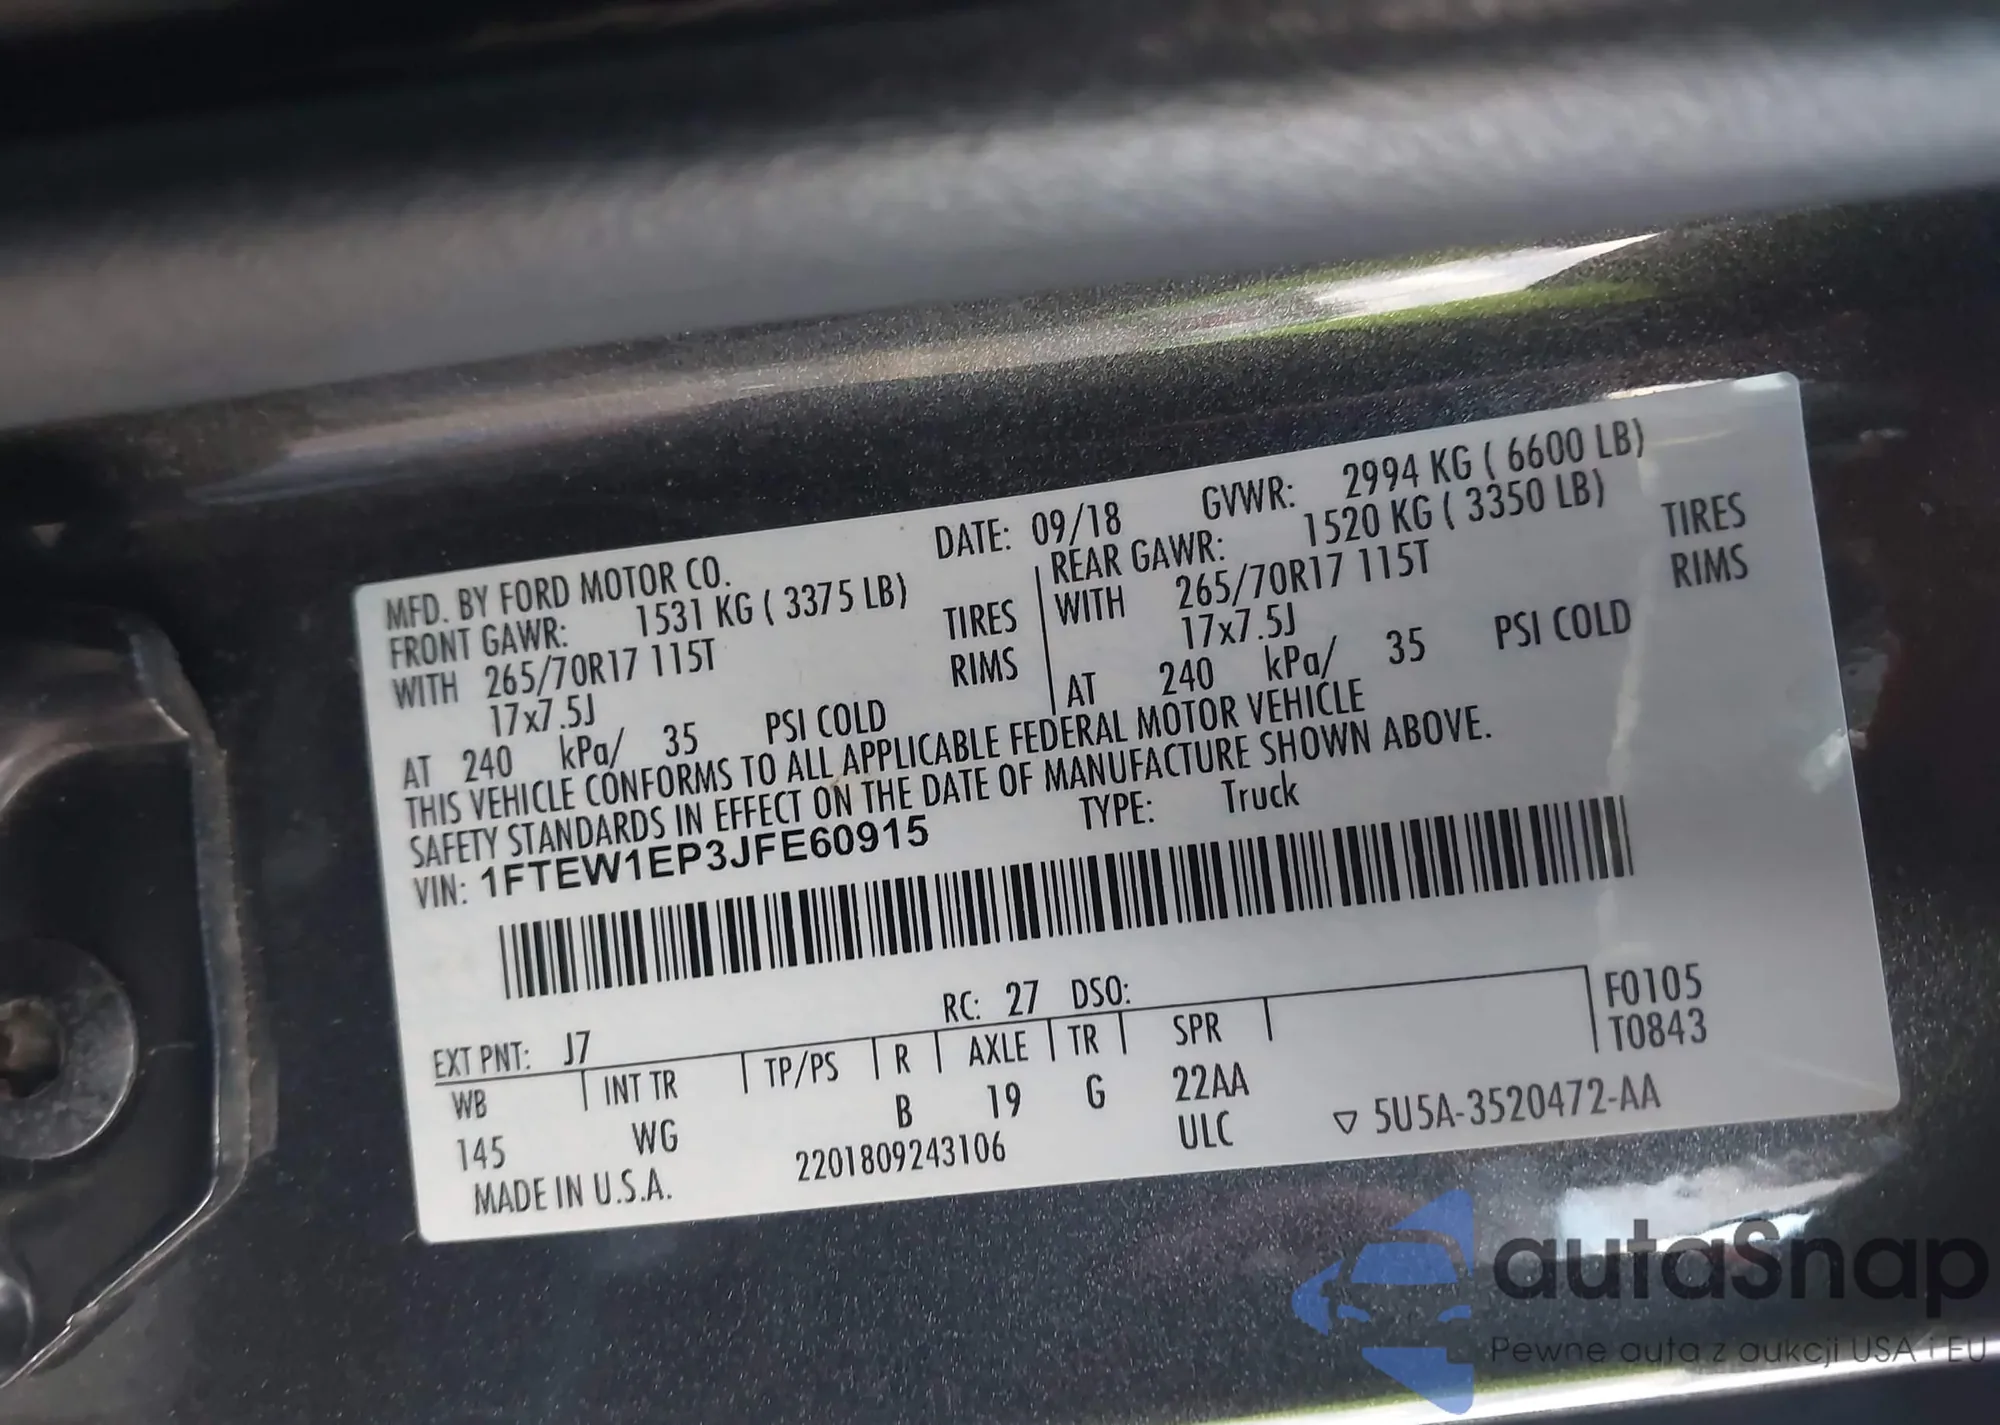 MFD. BY FORD MOTOR CO. DATE: 09/18 GVWR: 2994 KG ( 6600 LB)
FRONT GAWR: 1531 KG ( 3375 LB) REAR GAWR: 1520 KG ( 3350 LB)
WITH 265/70R17 115T TIRES WITH 265/70R17 115T TIRES
17x7.5J RIMS 17x7.5J RIMS
AT 240 kPa/ 35 PSI COLD AT 240 kPa/ 35 PSI COLD
THIS VEHICLE CONFORMS TO ALL APPLICABLE FEDERAL MOTOR VEHICLE
SAFETY STANDARDS IN EFFECT ON THE DATE OF MANUFACTURE SHOWN ABOVE.
VIN: 1FTEW1EP3JFE60915 TYPE: Truck
EXT PNT: J7 RC: 27 DSO: F0105
WB INT TR TP/PS R AXLE TR SPR T0843
145 WG B 19 G 22AA
MADE IN U.S.A. 2201809243106 ULC ▽ 5U5A-3520472-AA
autaSnap
Pewne auta z aukcji USA i EU